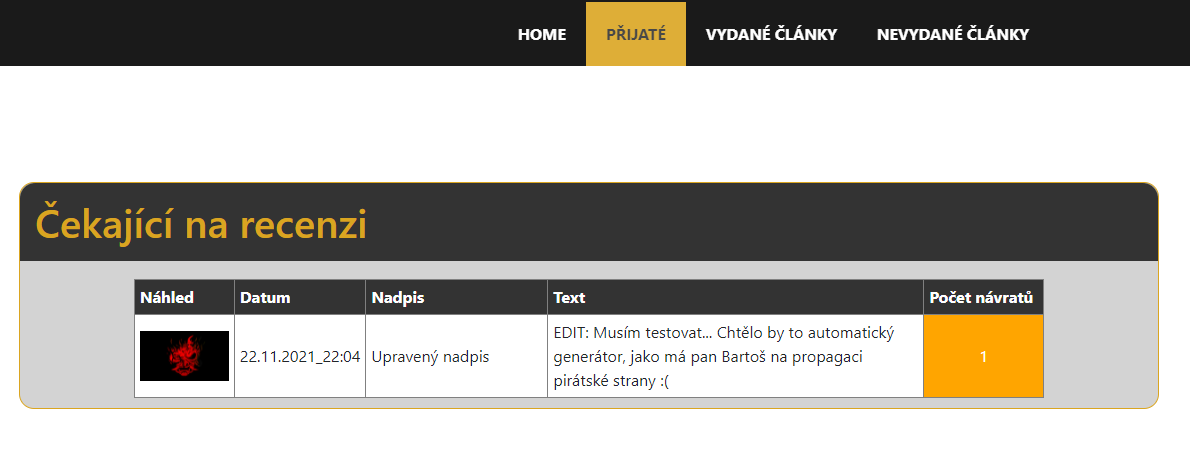 HOME PŘIJATÉ VYDANÉ ČLÁNKY NEVYDANÉ ČLÁNKY
Čekající na recenzi
Náhled Datum Nadpis Text Počet návratů
22.11.2021_22:04 Upravený nadpis
EDIT: Musím testovat... Chtělo by to automatický
generátor, jako má pan Bartoš na propagaci
pirátské strany :(
1